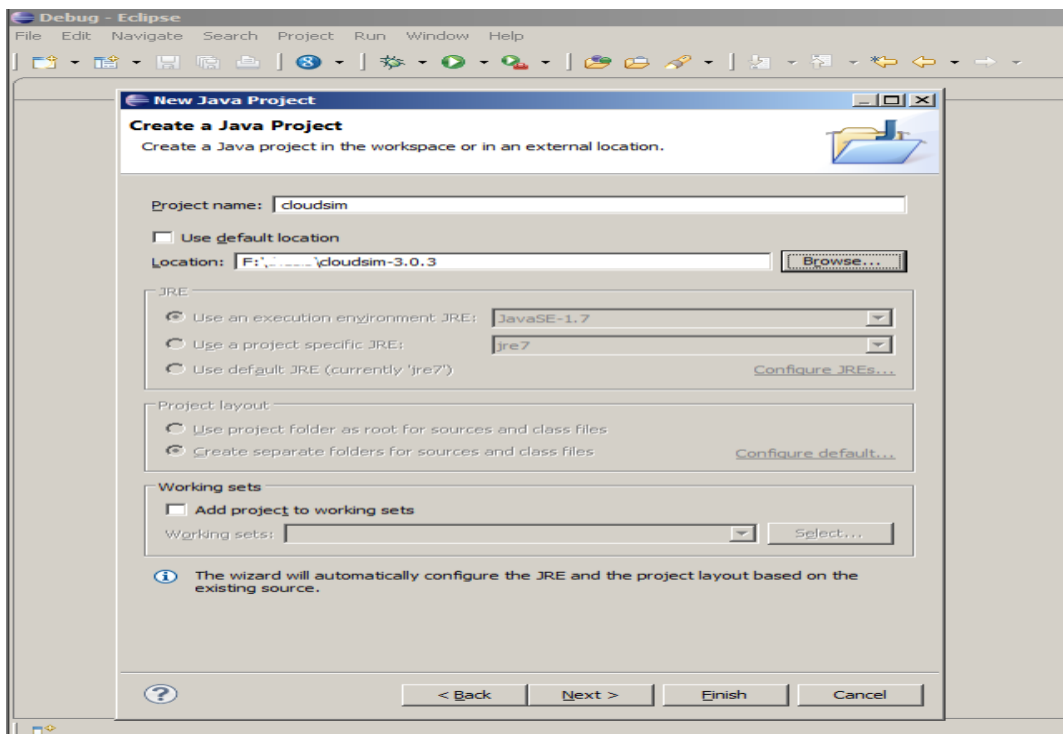 Debug - Eclipse
File Edit Navigate Search Project Run Window Help
New Java Project
Create a Java Project
Create a Java project in the workspace or in an external location.
Project name: cloudsim
Use default location
Location: F:\ \cloudsim-3.0.3 Browse...
JRE
Use an execution environment JRE: JavaSE-1.7
Use a project specific JRE: jre7
Use default JRE (currently 'jre7') Configure JREs...
Project layout
Use project folder as root for sources and class files
Create separate folders for sources and class files Configure default...
Working sets
Add project to working sets
Working sets: Select...
The wizard will automatically configure the JRE and the project layout based on the
existing source.
< Back Next > Finish Cancel